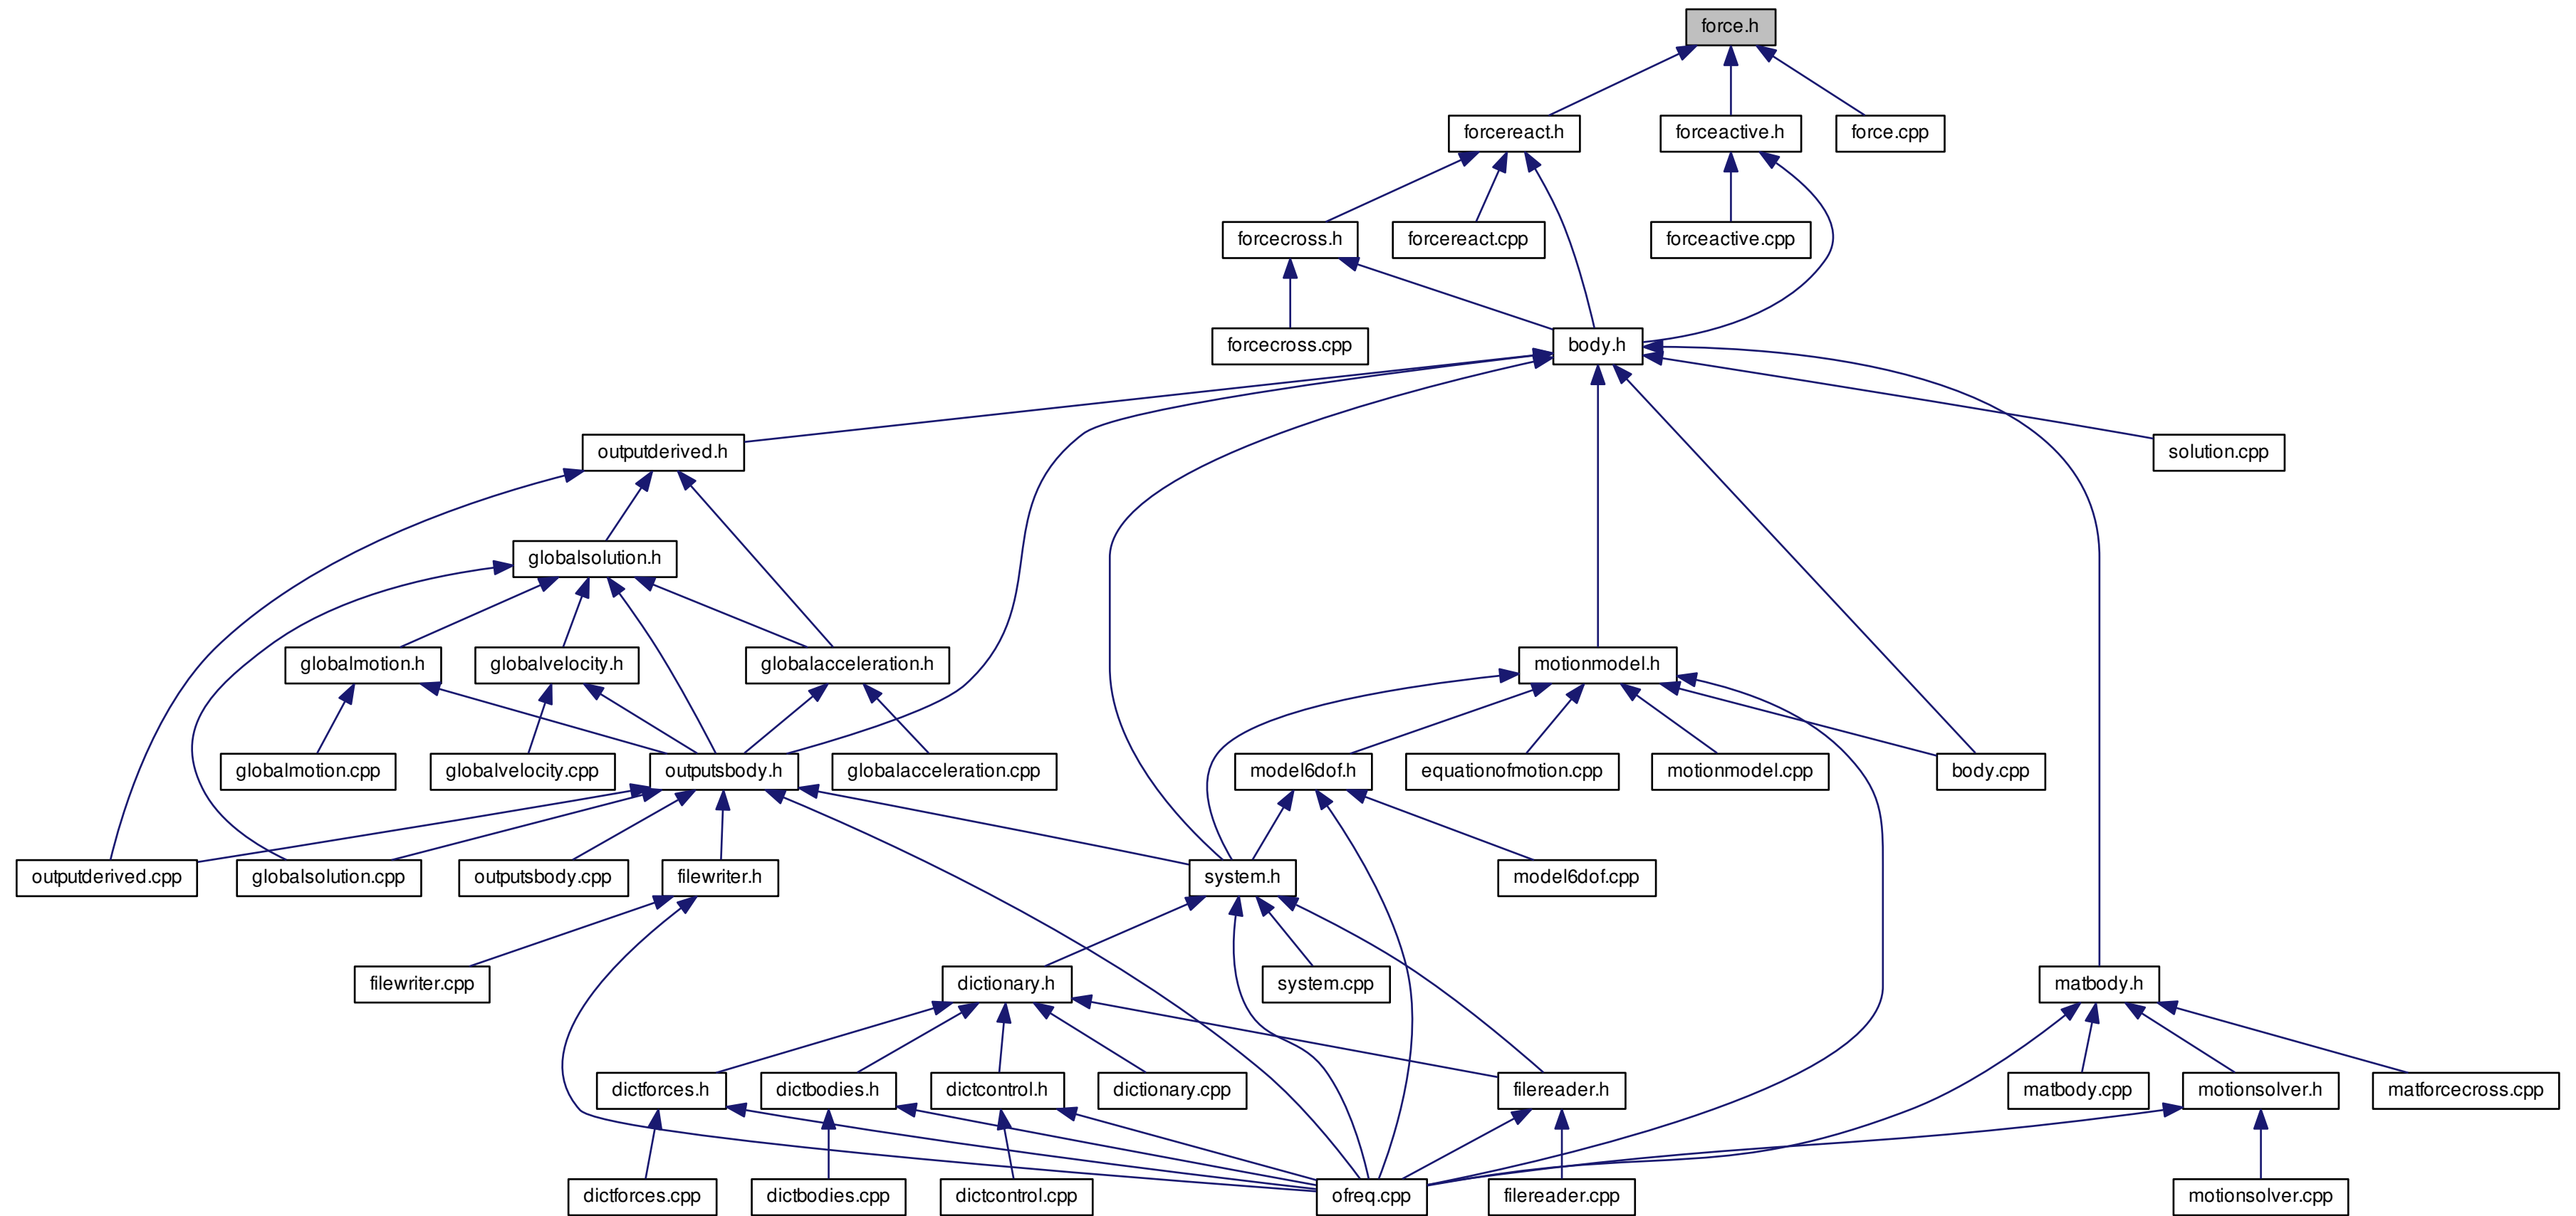 force.h
forcereact.h
forceactive.h
force.cpp
forcecross.h
forcereact.cpp
forceactive.cpp
forcecross.cpp
body.h
outputderived.h
solution.cpp
globalsolution.h
globalmotion.h
globalvelocity.h
globalacceleration.h
motionmodel.h
globalmotion.cpp
globalvelocity.cpp
outputsbody.h
globalacceleration.cpp
model6dof.h
equationofmotion.cpp
motionmodel.cpp
body.cpp
outputderived.cpp
globalsolution.cpp
outputsbody.cpp
filewriter.h
system.h
model6dof.cpp
filewriter.cpp
dictionary.h
system.cpp
matbody.h
dictforces.h
dictbodies.h
dictcontrol.h
dictionary.cpp
filereader.h
matbody.cpp
motionsolver.h
matforcecross.cpp
dictforces.cpp
dictbodies.cpp
dictcontrol.cpp
ofreq.cpp
filereader.cpp
motionsolver.cpp